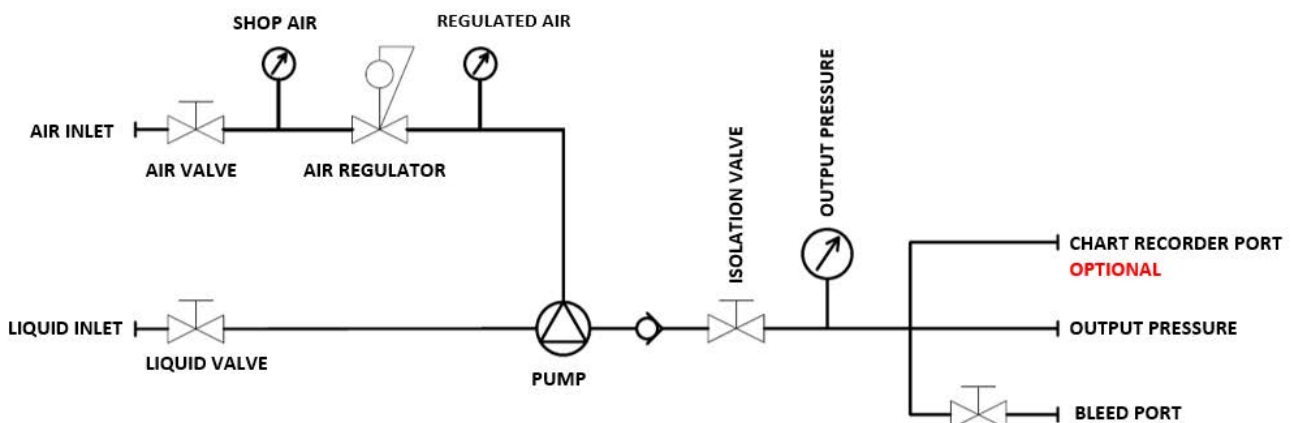 SHOP AIR
REGULATED AIR
AIR INLET
AIR VALVE
AIR REGULATOR
ISOLATION VALVE
OUTPUT PRESSURE
CHART RECORDER PORT
OPTIONAL
LIQUID INLET
OUTPUT PRESSURE
LIQUID VALVE
PUMP
BLEED PORT